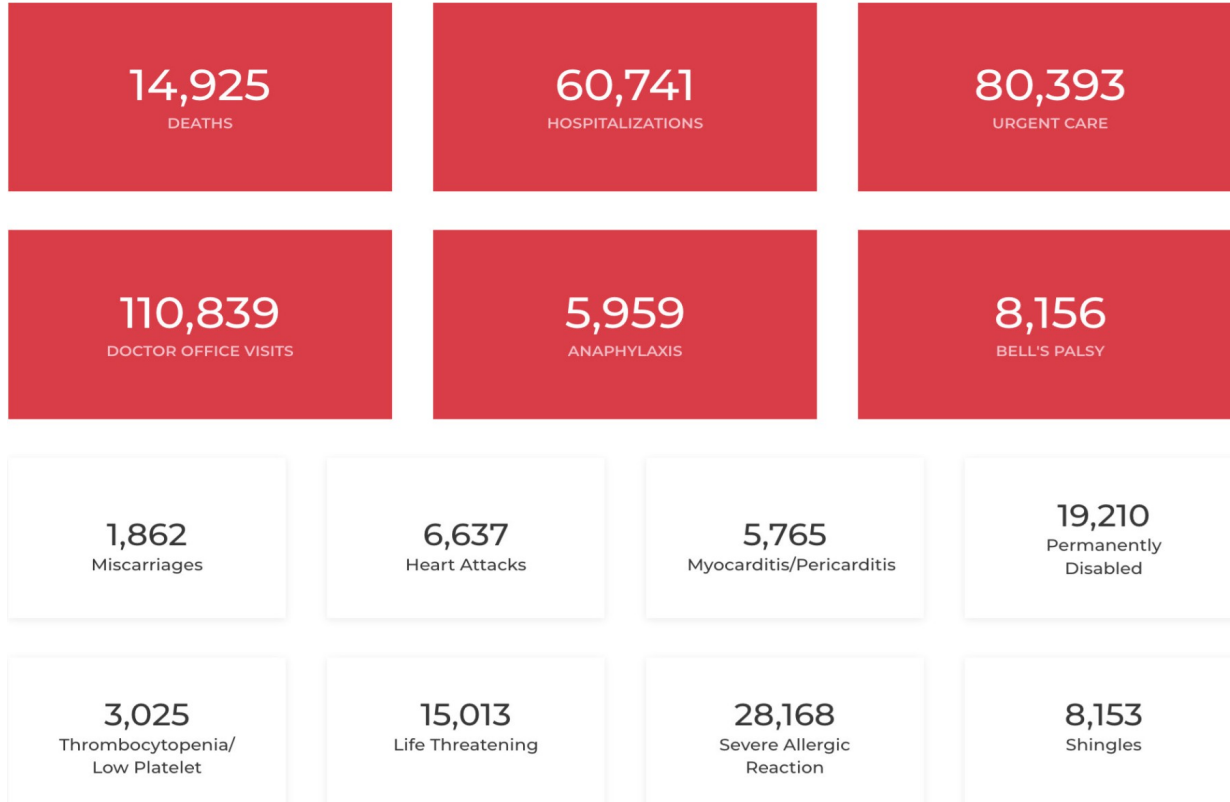 14,925
DEATHS
60,741
HOSPITALIZATIONS
80,393
URGENT CARE
110,839
DOCTOR OFFICE VISITS
5,959
ANAPHYLAXIS
8,156
BELL'S PALSY
1,862
Miscarriages
6,637
Heart Attacks
5,765
Myocarditis/Pericarditis
19,210
Permanently
Disabled
3,025
Thrombocytopenia/
Low Platelet
15,013
Life Threatening
28,168
Severe Allergic
Reaction
8,153
Shingles